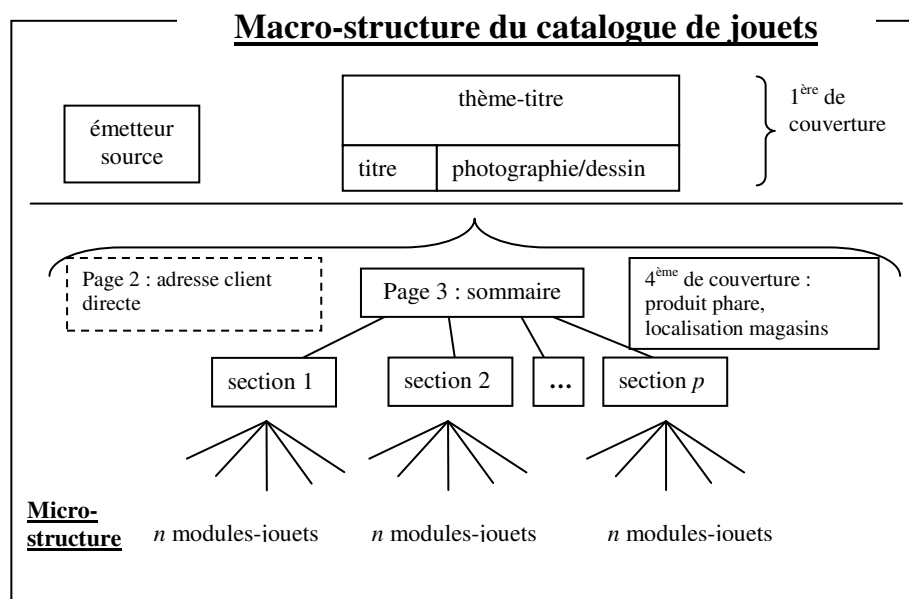 Macro-structure du catalogue de jouets
émetteur
source
thème-titre
titre
photographie/dessin
1ère de
couverture
Page 2 : adresse client
directe
Page 3 : sommaire
4ème de couverture :
produit phare,
localisation magasins
section 1
section 2
...
section p
Micro-
structure
n modules-jouets
n modules-jouets
n modules-jouets